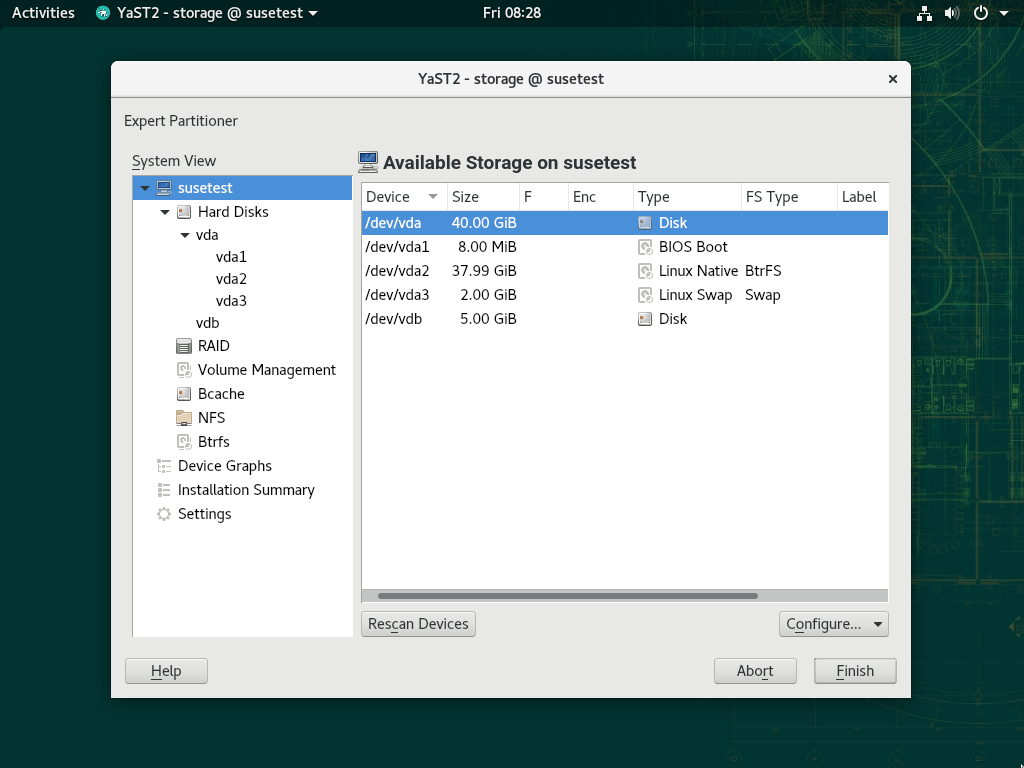 Activities YaST2 - storage @ susetest Fri 08:28
YaST2 - storage @ susetest
Expert Partitioner
System View
susetest
Hard Disks
vda
vda1
vda2
vda3
vdb
RAID
Volume Management
Bcache
NFS
Btrfs
Device Graphs
Installation Summary
Settings
Available Storage on susetest
Device Size F Enc Type FS Type Label
/dev/vda 40.00 GiB Disk
/dev/vda1 8.00 MiB BIOS Boot
/dev/vda2 37.99 GiB Linux Native BtrFS
/dev/vda3 2.00 GiB Linux Swap Swap
/dev/vdb 5.00 GiB Disk
Rescan Devices Configure...
Help Abort Finish